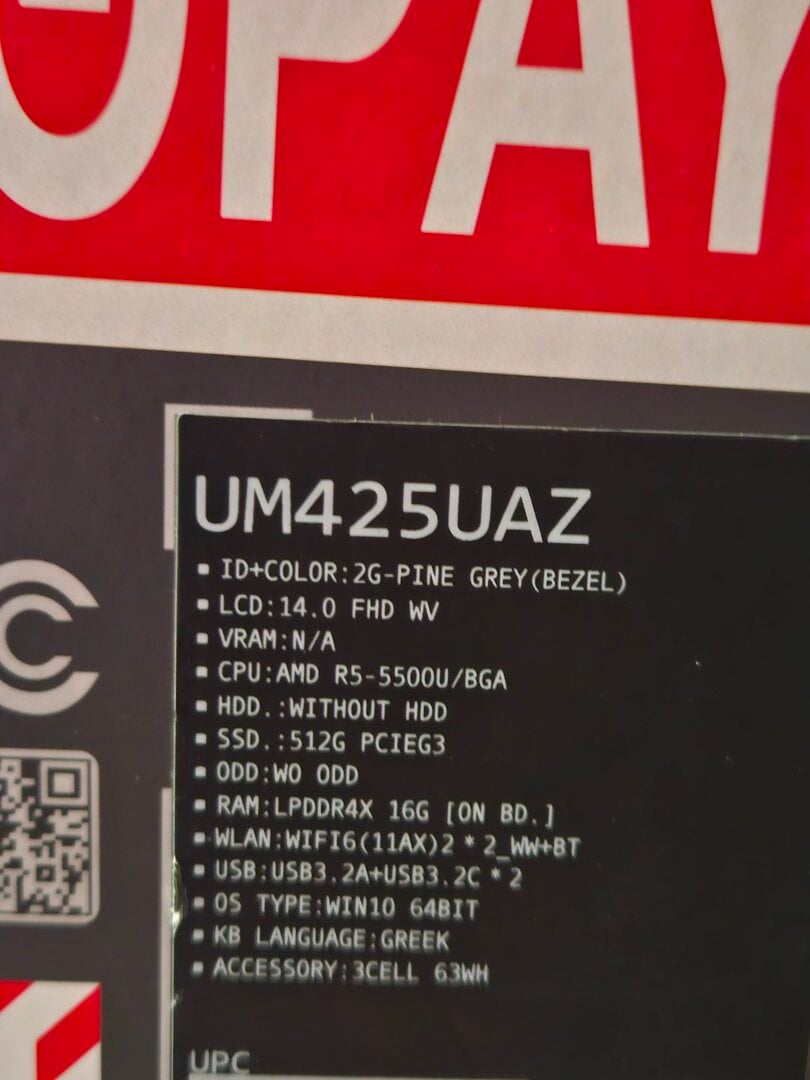 PAY
UM425UAZ
▪ ID+COLOR:2G-PINE GREY(BEZEL)
▪ LCD:14.0 FHD WV
▪ VRAM:N/A
▪ CPU:AMD R5-5500U/BGA
▪ HDD.:WITHOUT HDD
▪ SSD.:512G PCIEG3
▪ ODD:WO ODD
▪ RAM:LPDDR4X 16G [ON BD.]
▪ WLAN:WIFI6(11AX)2*2_WW+BT
▪ USB:USB3.2A+USB3.2C*2
▪ OS TYPE:WIN10 64BIT
▪ KB LANGUAGE:GREEK
▪ ACCESSORY:3CELL 63WH
UPC